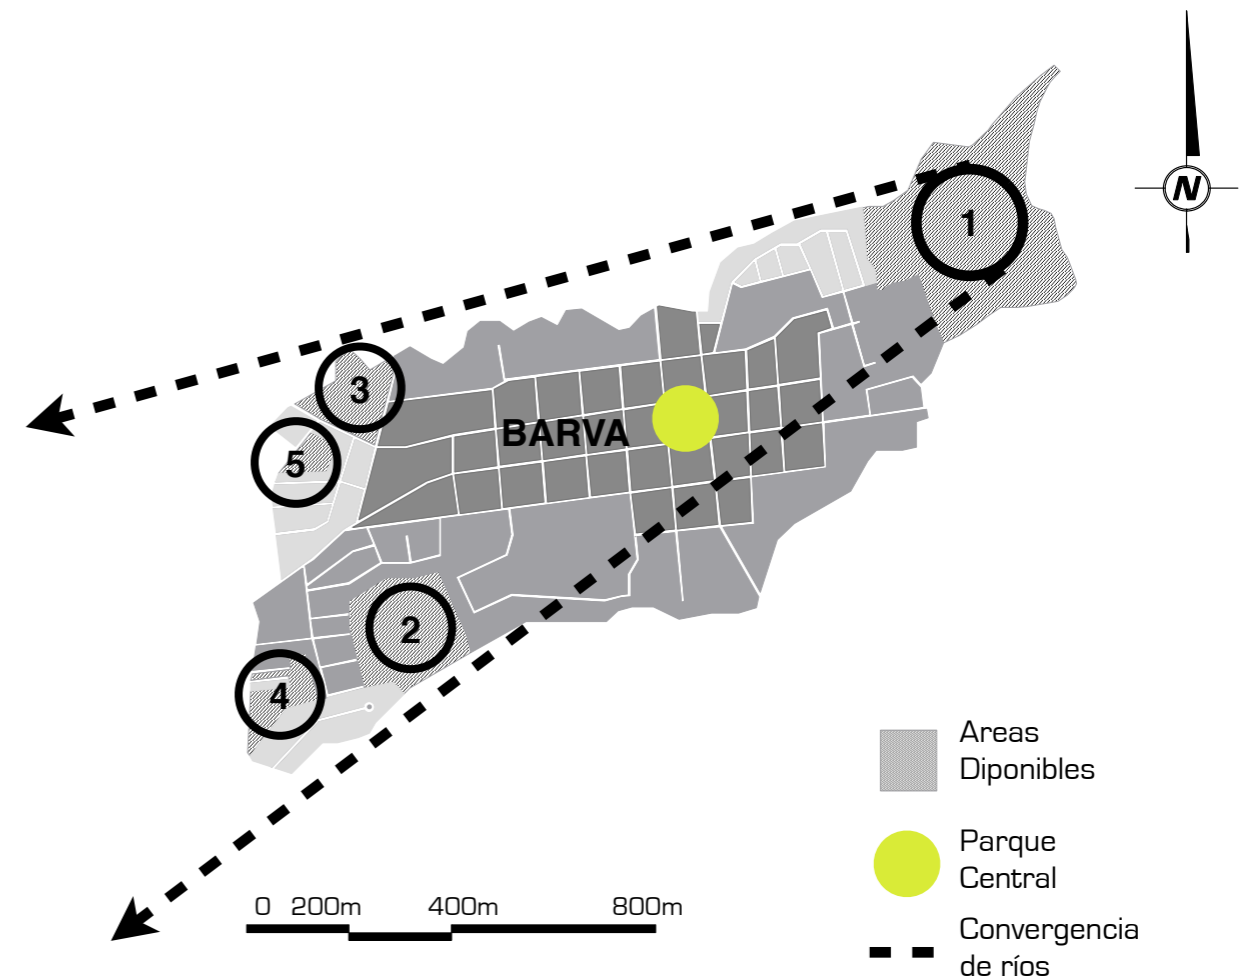 N
1
3
BARVA
5
2
4
Areas
Diponibles
Parque
Central
0 200m 400m 800m
Convergencia
de ríos